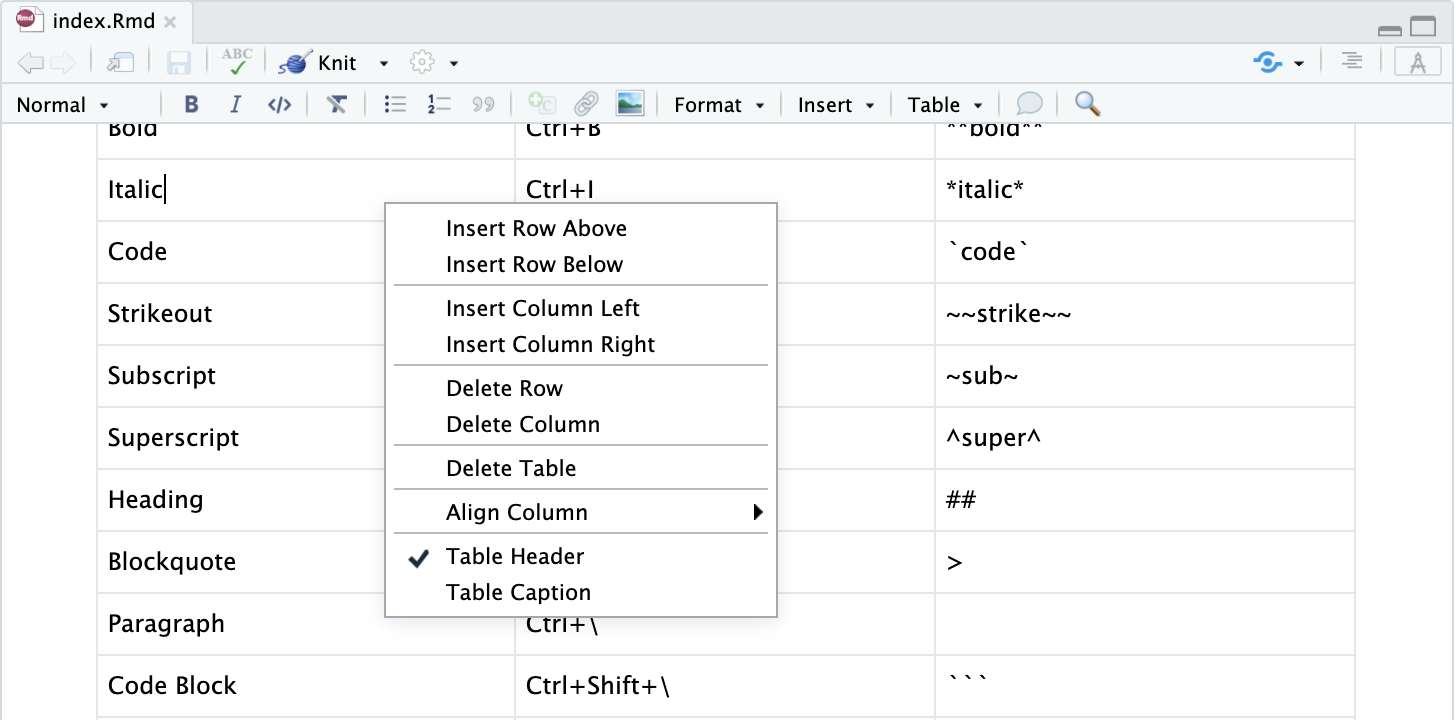 index.Rmd
ABC Knit
Normal B I </> Format Insert Table
Bold Ctrl+B **bold**
Italic Ctrl+I *italic*
Insert Row Above
Code `code`
Insert Row Below
Insert Column Left
Strikeout ~~strike~~
Insert Column Right
Subscript ~sub~
Delete Row
Delete Column
Superscript ^super^
Delete Table
Heading ##
Align Column
Table Header
Blockquote >
Table Caption
Paragraph Ctrl+\
Code Block Ctrl+Shift+\ ```